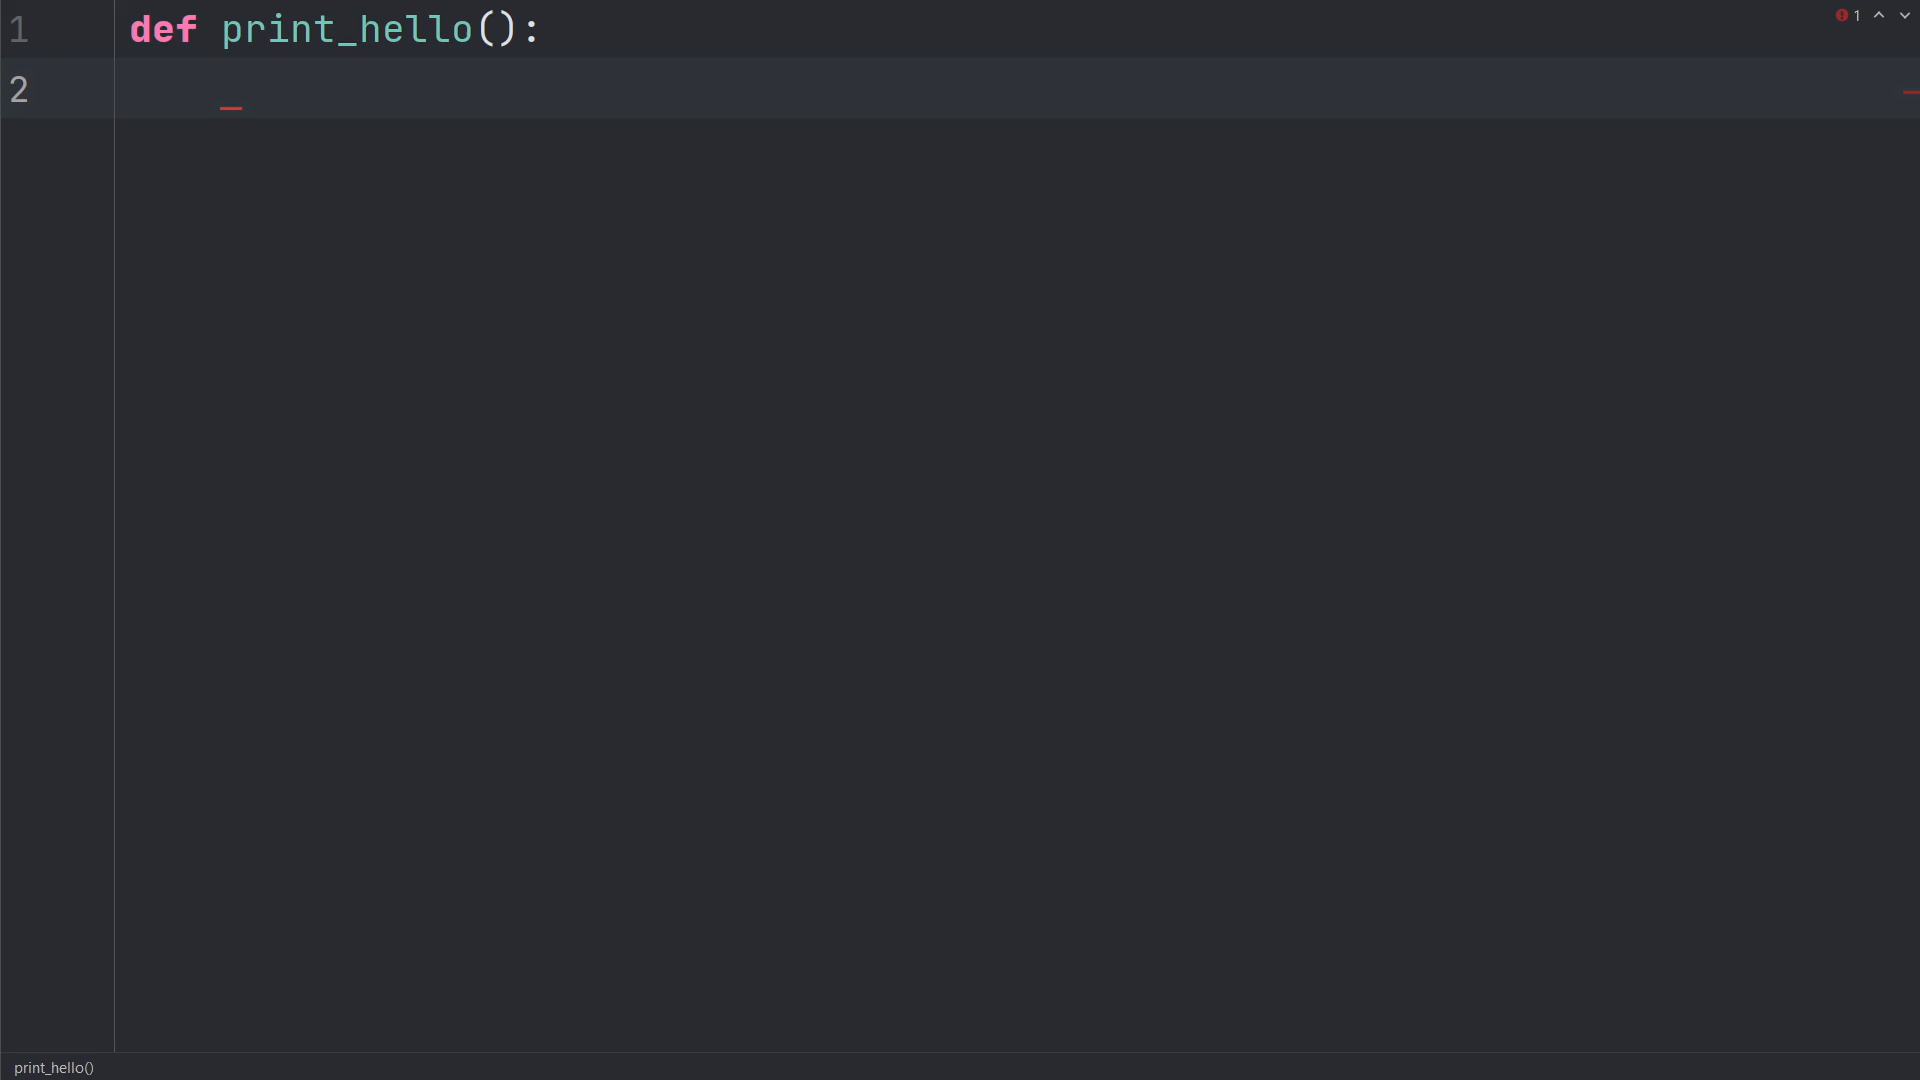 1 def print_hello():
1
2
print_hello()